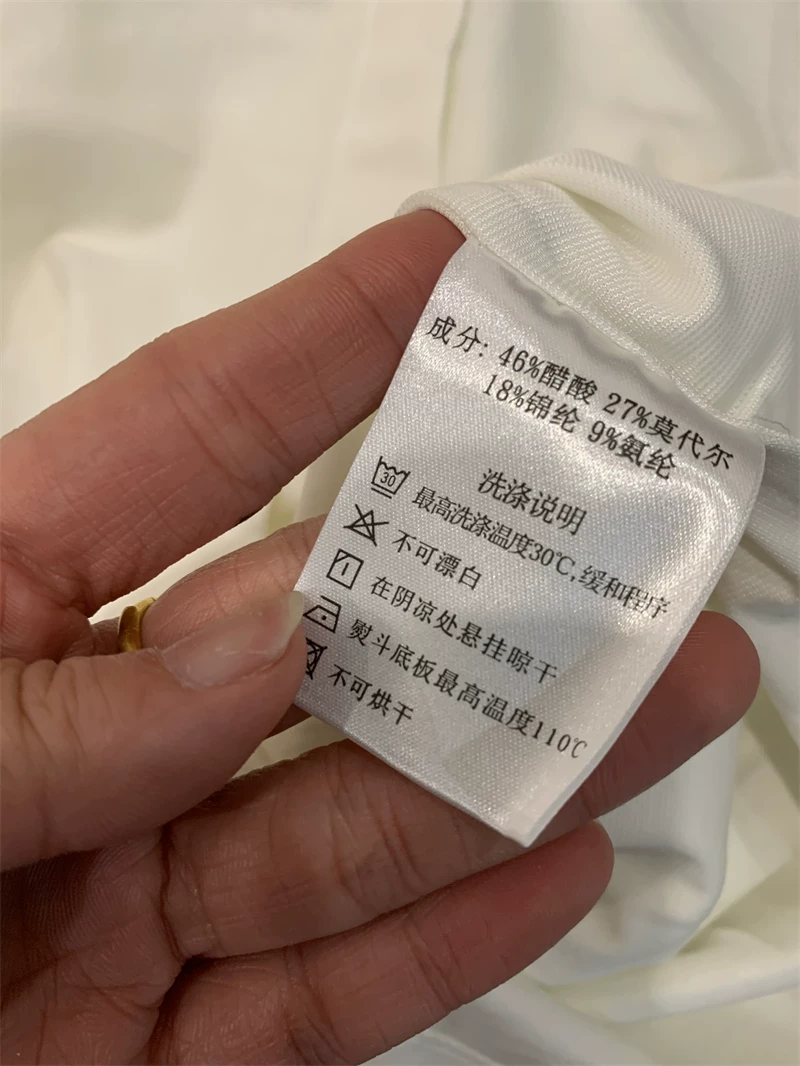 成分: 46%醋酸 27%莫代尔
18%锦纶 9%氨纶
洗涤说明
30 最高洗涤温度30℃,缓和程序
不可漂白
在阴凉处悬挂晾干
熨斗底板最高温度110℃
不可烘干